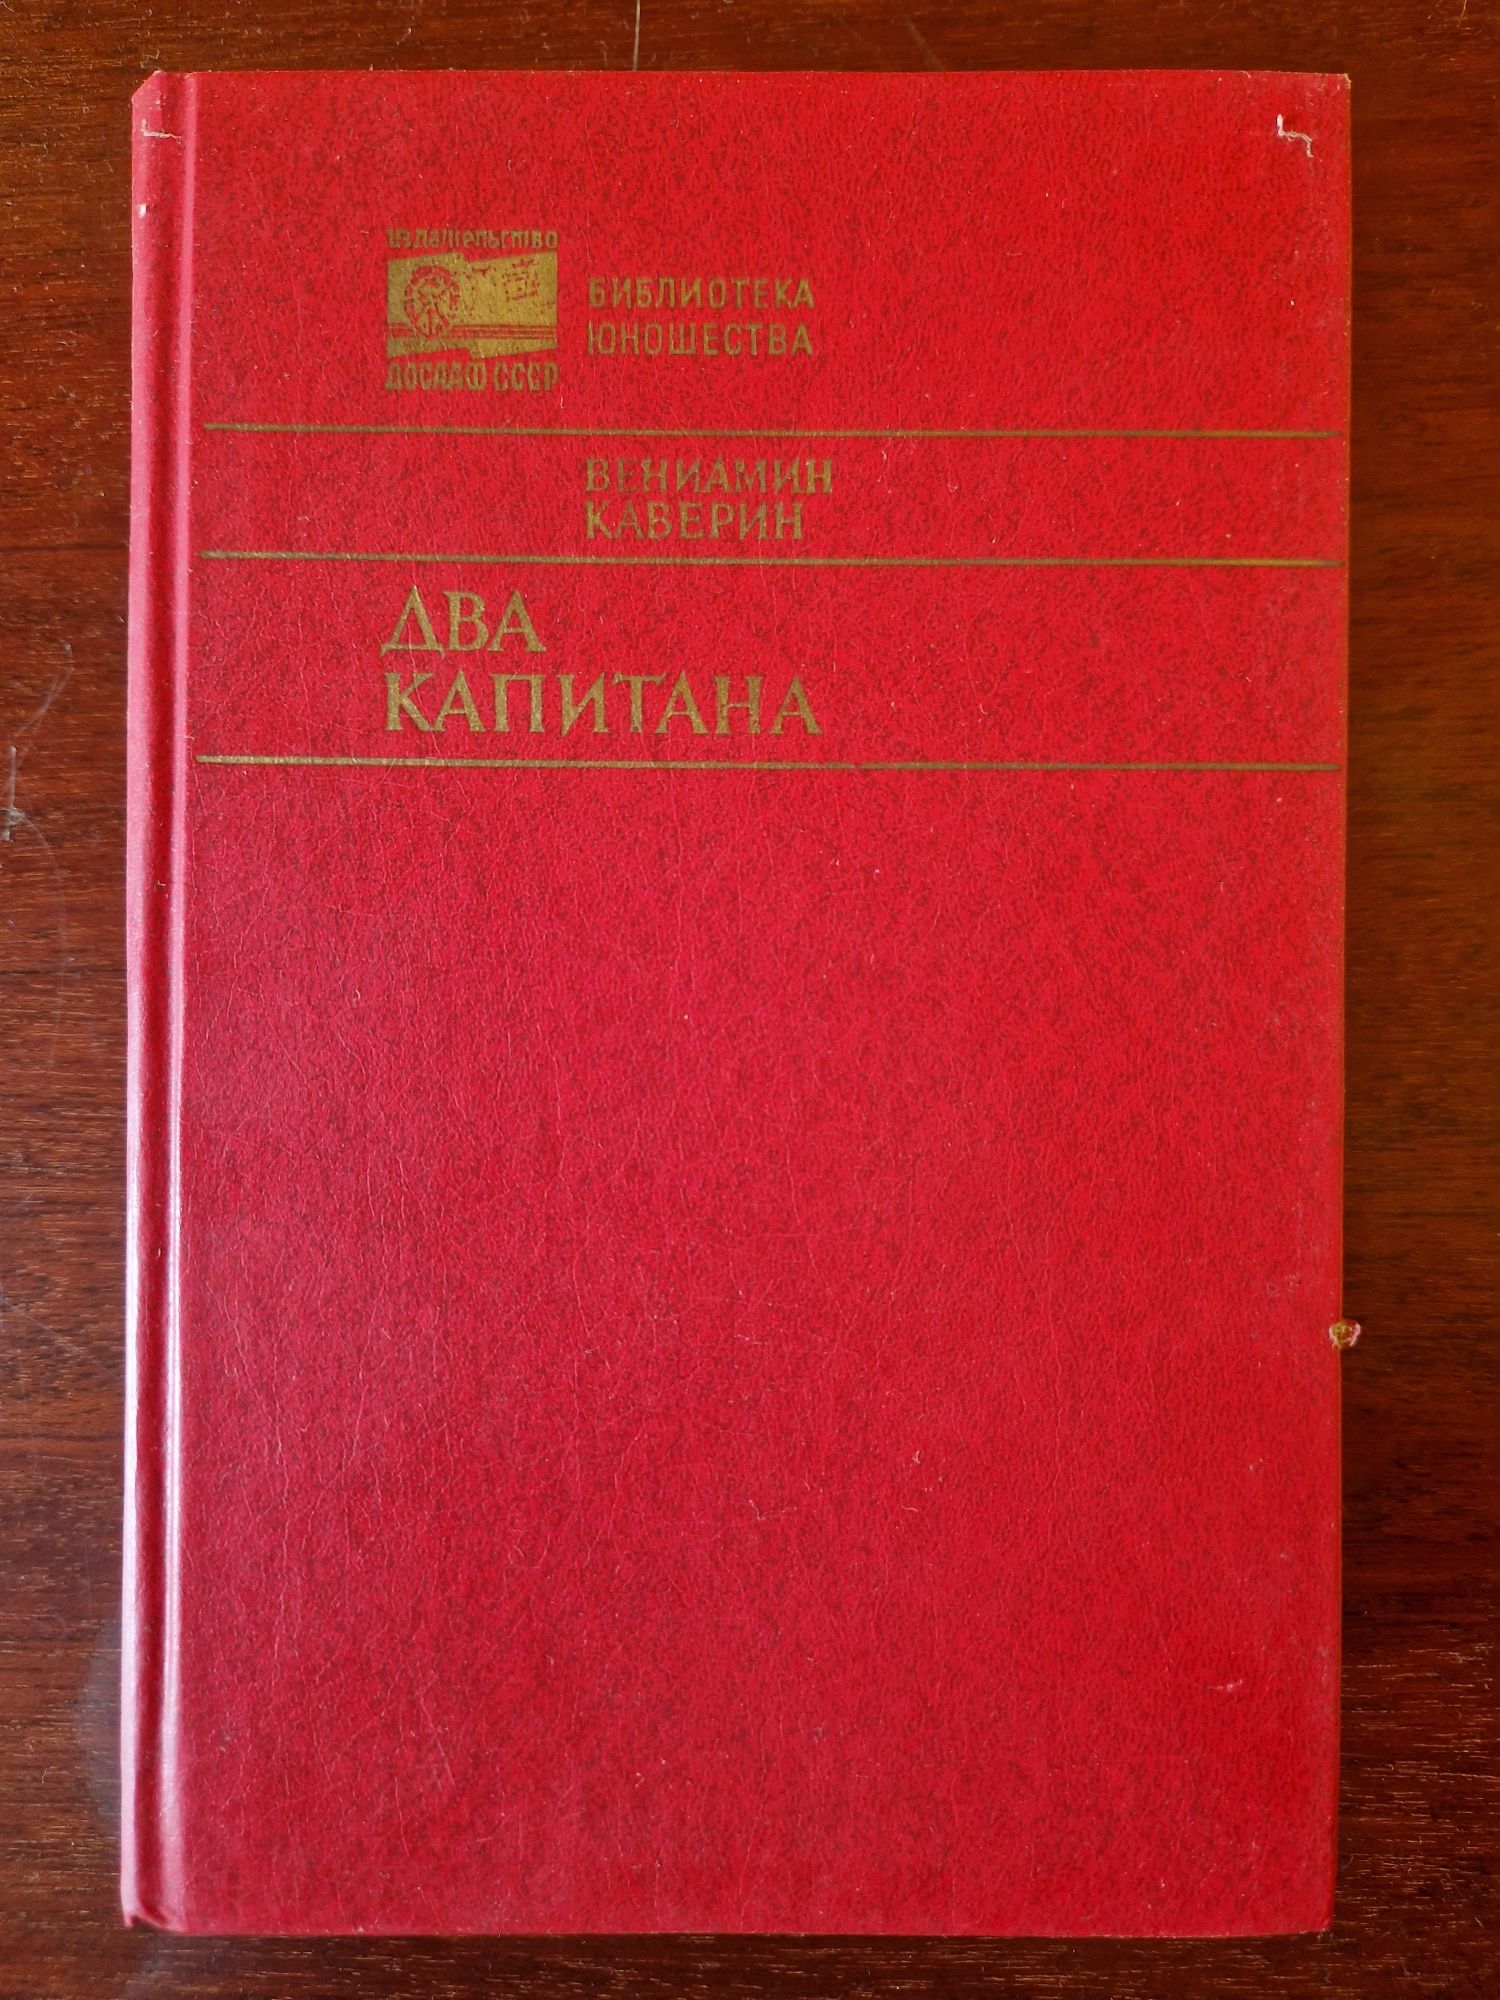 издательство
ДОСААФ СССР
БИБЛИОТЕКА
ЮНОШЕСТВА
ВЕНИАМИН
КАВЕРИН
ДВА
КАПИТАНА